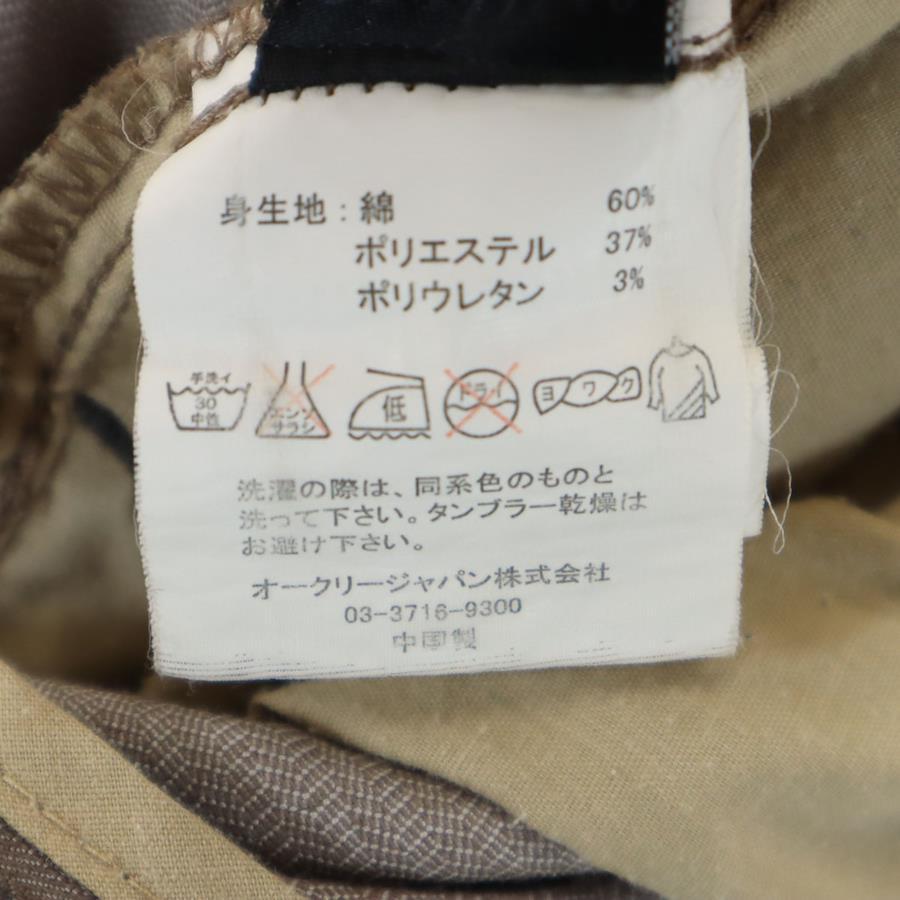 身生地：綿 60%
ポリエステル 37%
ポリウレタン 3%
手洗イ
30
中性
エンソ
サラシ
低
ドライ
ヨワク
洗濯の際は、同系色のものと
洗って下さい。タンブラー乾燥は
お避け下さい。
オークリージャパン株式会社
03-3716-9300
中国製